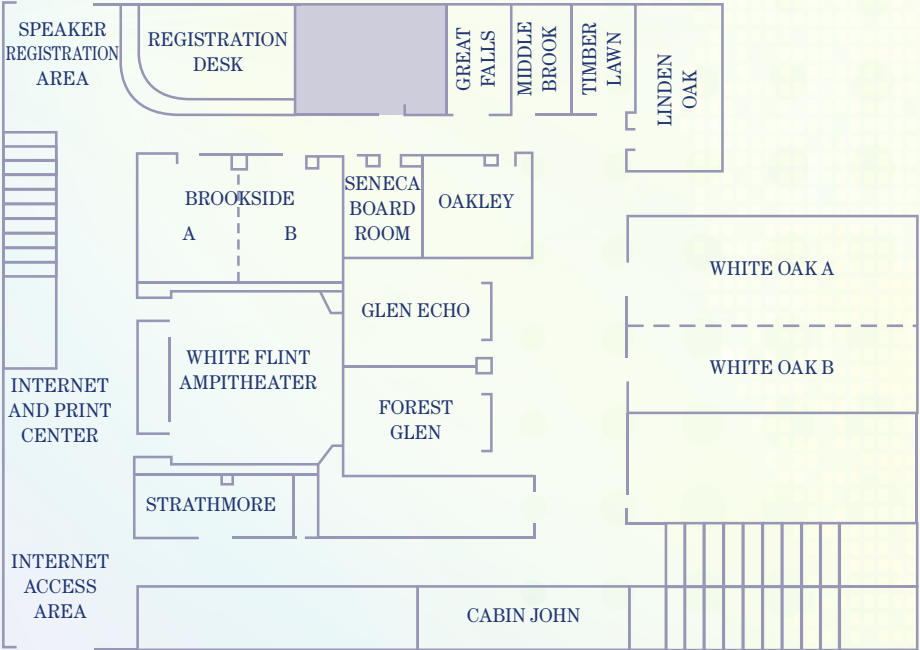 SPEAKER
REGISTRATION
AREA
REGISTRATION
DESK
GREAT
FALLS
MIDDLE
BROOK
TIMBER
LAWN
LINDEN
OAK
BROOKSIDE
A
B
SENECA
BOARD
ROOM
OAKLEY
WHITE OAK A
GLEN ECHO
WHITE FLINT
AMPITHEATER
WHITE OAK B
INTERNET
AND PRINT
CENTER
FOREST
GLEN
STRATHMORE
INTERNET
ACCESS
AREA
CABIN JOHN